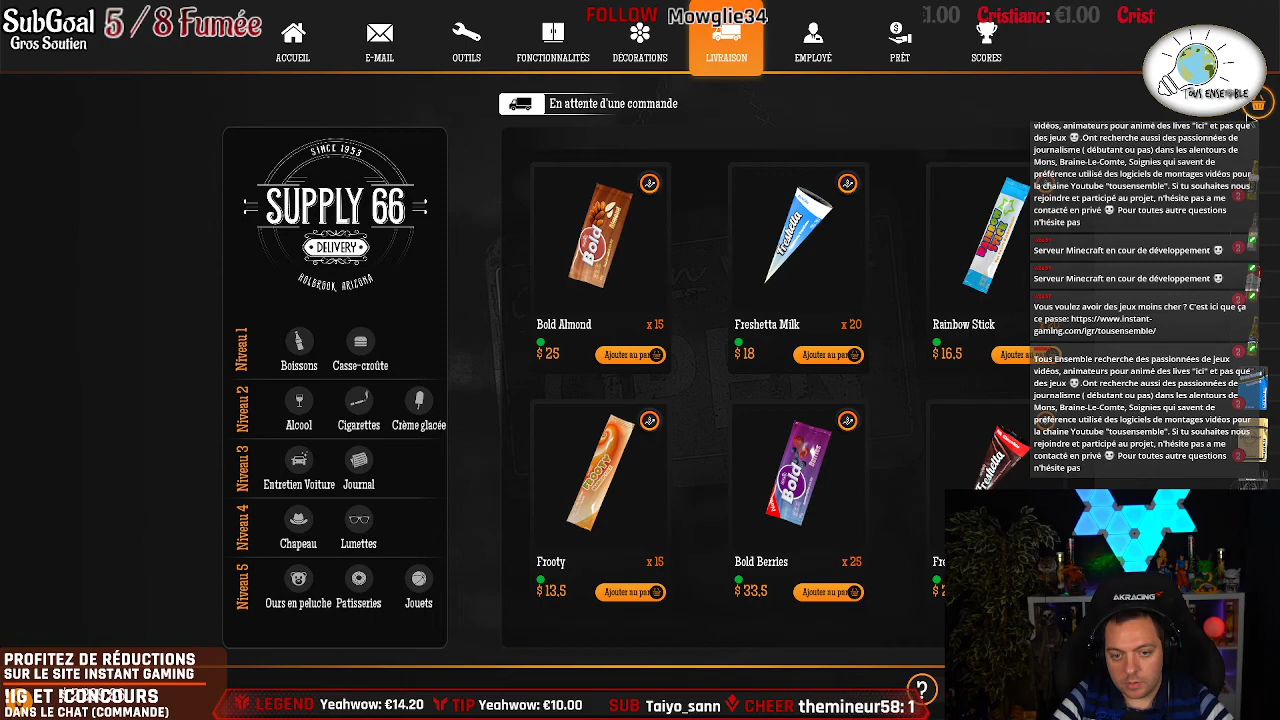 SubGoal
Gros Soutien
5 / 8 Fumée
FOLLOW Mowglie34
€1.00 Cristiano: €1.00 Crist
ACCUEIL
E-MAIL
OUTILS
FONCTIONNALITÉS
DÉCORATIONS
LIVRAISON
EMPLOYÉ
PRÊT
SCORES
TOUS ENSEMBLE
En attente d'une commande
SINCE 1953
SUPPLY 66
DELIVERY
HOLBROOK, ARIZONA
Niveau 1
Boissons
Casse-croûte
Niveau 2
Alcool
Cigarettes
Crème glacée
Niveau 3
Entretien Voiture
Journal
Niveau 4
Chapeau
Lunettes
Niveau 5
Ours en peluche
Patisseries
Jouets
Bold
Bold Almond x 15
$ 25
Ajouter au pan
Freshetta
Freshetta Milk x 20
$ 18
Ajouter au pan
RAINBOW STICK
Rainbow Stick
$ 16.5
Ajouter au
FROOTY
Frooty x 15
$ 13,5
Ajouter au pan
Bold
Bold Berries x 25
$ 33,5
Ajouter au pan
Freshetta
vidéos, animateurs pour animé des lives "ici" et pas que
des jeux .Ont recherche aussi des passionnées de
journalisme ( débutant ou pas) dans les alentours de
Mons, Braine-Le-Comte, Soignies qui savent de
préférence utilisé des logiciels de montages vidéos pour
la chaine Youtube "tousensemble". Si tu souhaites nous
rejoindre et participé au projet, n'hésite pas a me
contacté en privé Pour toutes autre questions
n'hésite pas
Serveur Minecraft en cour de développement
Serveur Minecraft en cour de développement
Vous voulez avoir des jeux moins cher ? C'est ici que ça
ce passe: https://www.instant-
gaming.com/igr/tousensemble/
Tous Ensemble recherche des passionnées de jeux
vidéos, animateurs pour animé des lives "ici" et pas que
des jeux .Ont recherche aussi des passionnées de
journalisme ( débutant ou pas) dans les alentours de
Mons, Braine-Le-Comte, Soignies qui savent de
préférence utilisé des logiciels de montages vidéos pour
la chaine Youtube "tousensemble". Si tu souhaites nous
rejoindre et participé au projet, n'hésite pas a me
contacté en privé Pour toutes autre questions
n'hésite pas
AKRACING
PROFITEZ DE RÉDUCTIONS
SUR LE SITE INSTANT GAMING
!IG ET !CONCOURS
DANS LE CHAT (COMMANDE)
LEGEND Yeahwow: €14.20 TIP Yeahwow: €10.00 SUB Taiyo_sann CHEER themineur58: 1
?